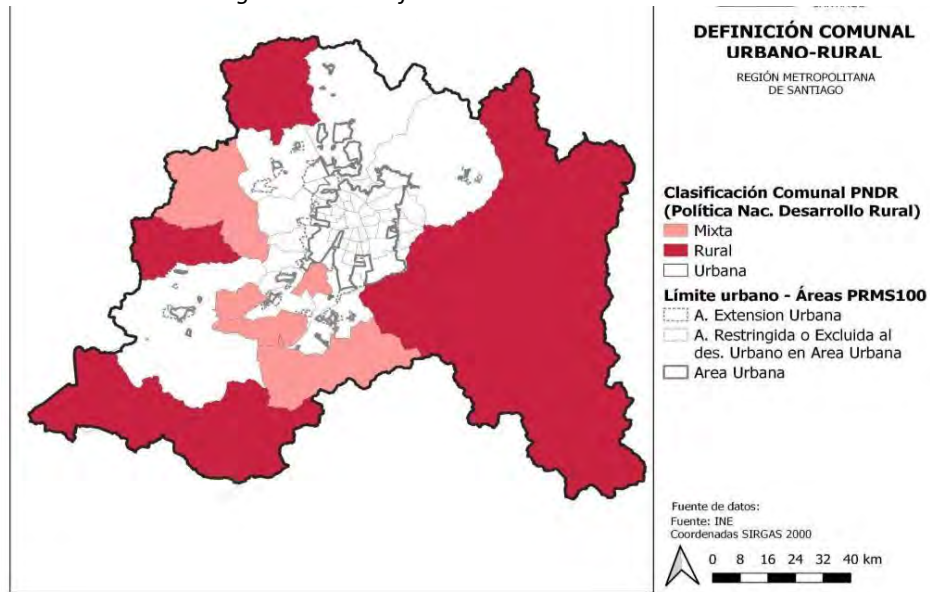 DEFINICIÓN COMUNAL
URBANO-RURAL
REGIÓN METROPOLITANA
DE SANTIAGO
Clasificación Comunal PNDR
(Política Nac. Desarrollo Rural)
Mixta
Rural
Urbana
Límite urbano - Áreas PRMS100
A. Extension Urbana
A. Restringida o Excluida al
des. Urbano en Area Urbana
Area Urbana
Fuente de datos:
Fuente: INE
Coordenadas SIRGAS 2000
0 8 16 24 32 40 km